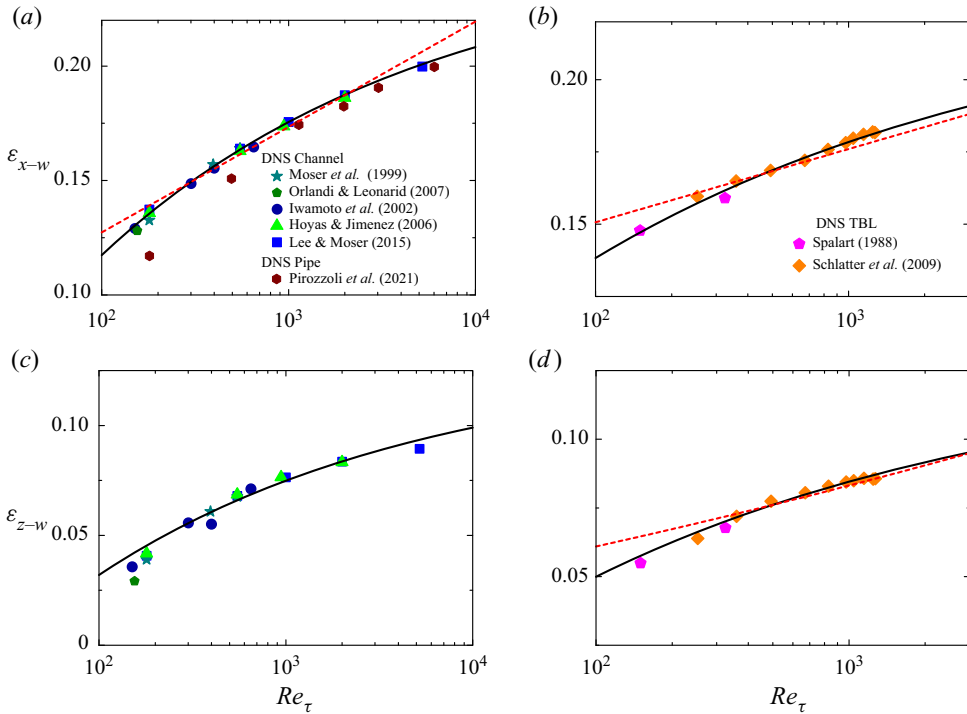 (a)
(b)
0.20
0.15
0.10
εx–w
DNS Channel
Moser et al. (1999)
Orlandi & Leonarid (2007)
Iwamoto et al. (2002)
Hoyas & Jimenez (2006)
Lee & Moser (2015)
DNS Pipe
Pirozzoli et al. (2021)
10²
10³
10⁴
0.20
0.15
0.10
DNS TBL
Spalart (1988)
Schlatter et al. (2009)
10²
10³
(c)
(d)
0.10
0.05
0
εz–w
10²
10³
10⁴
Reτ
0.10
0.05
10²
10³
Reτ